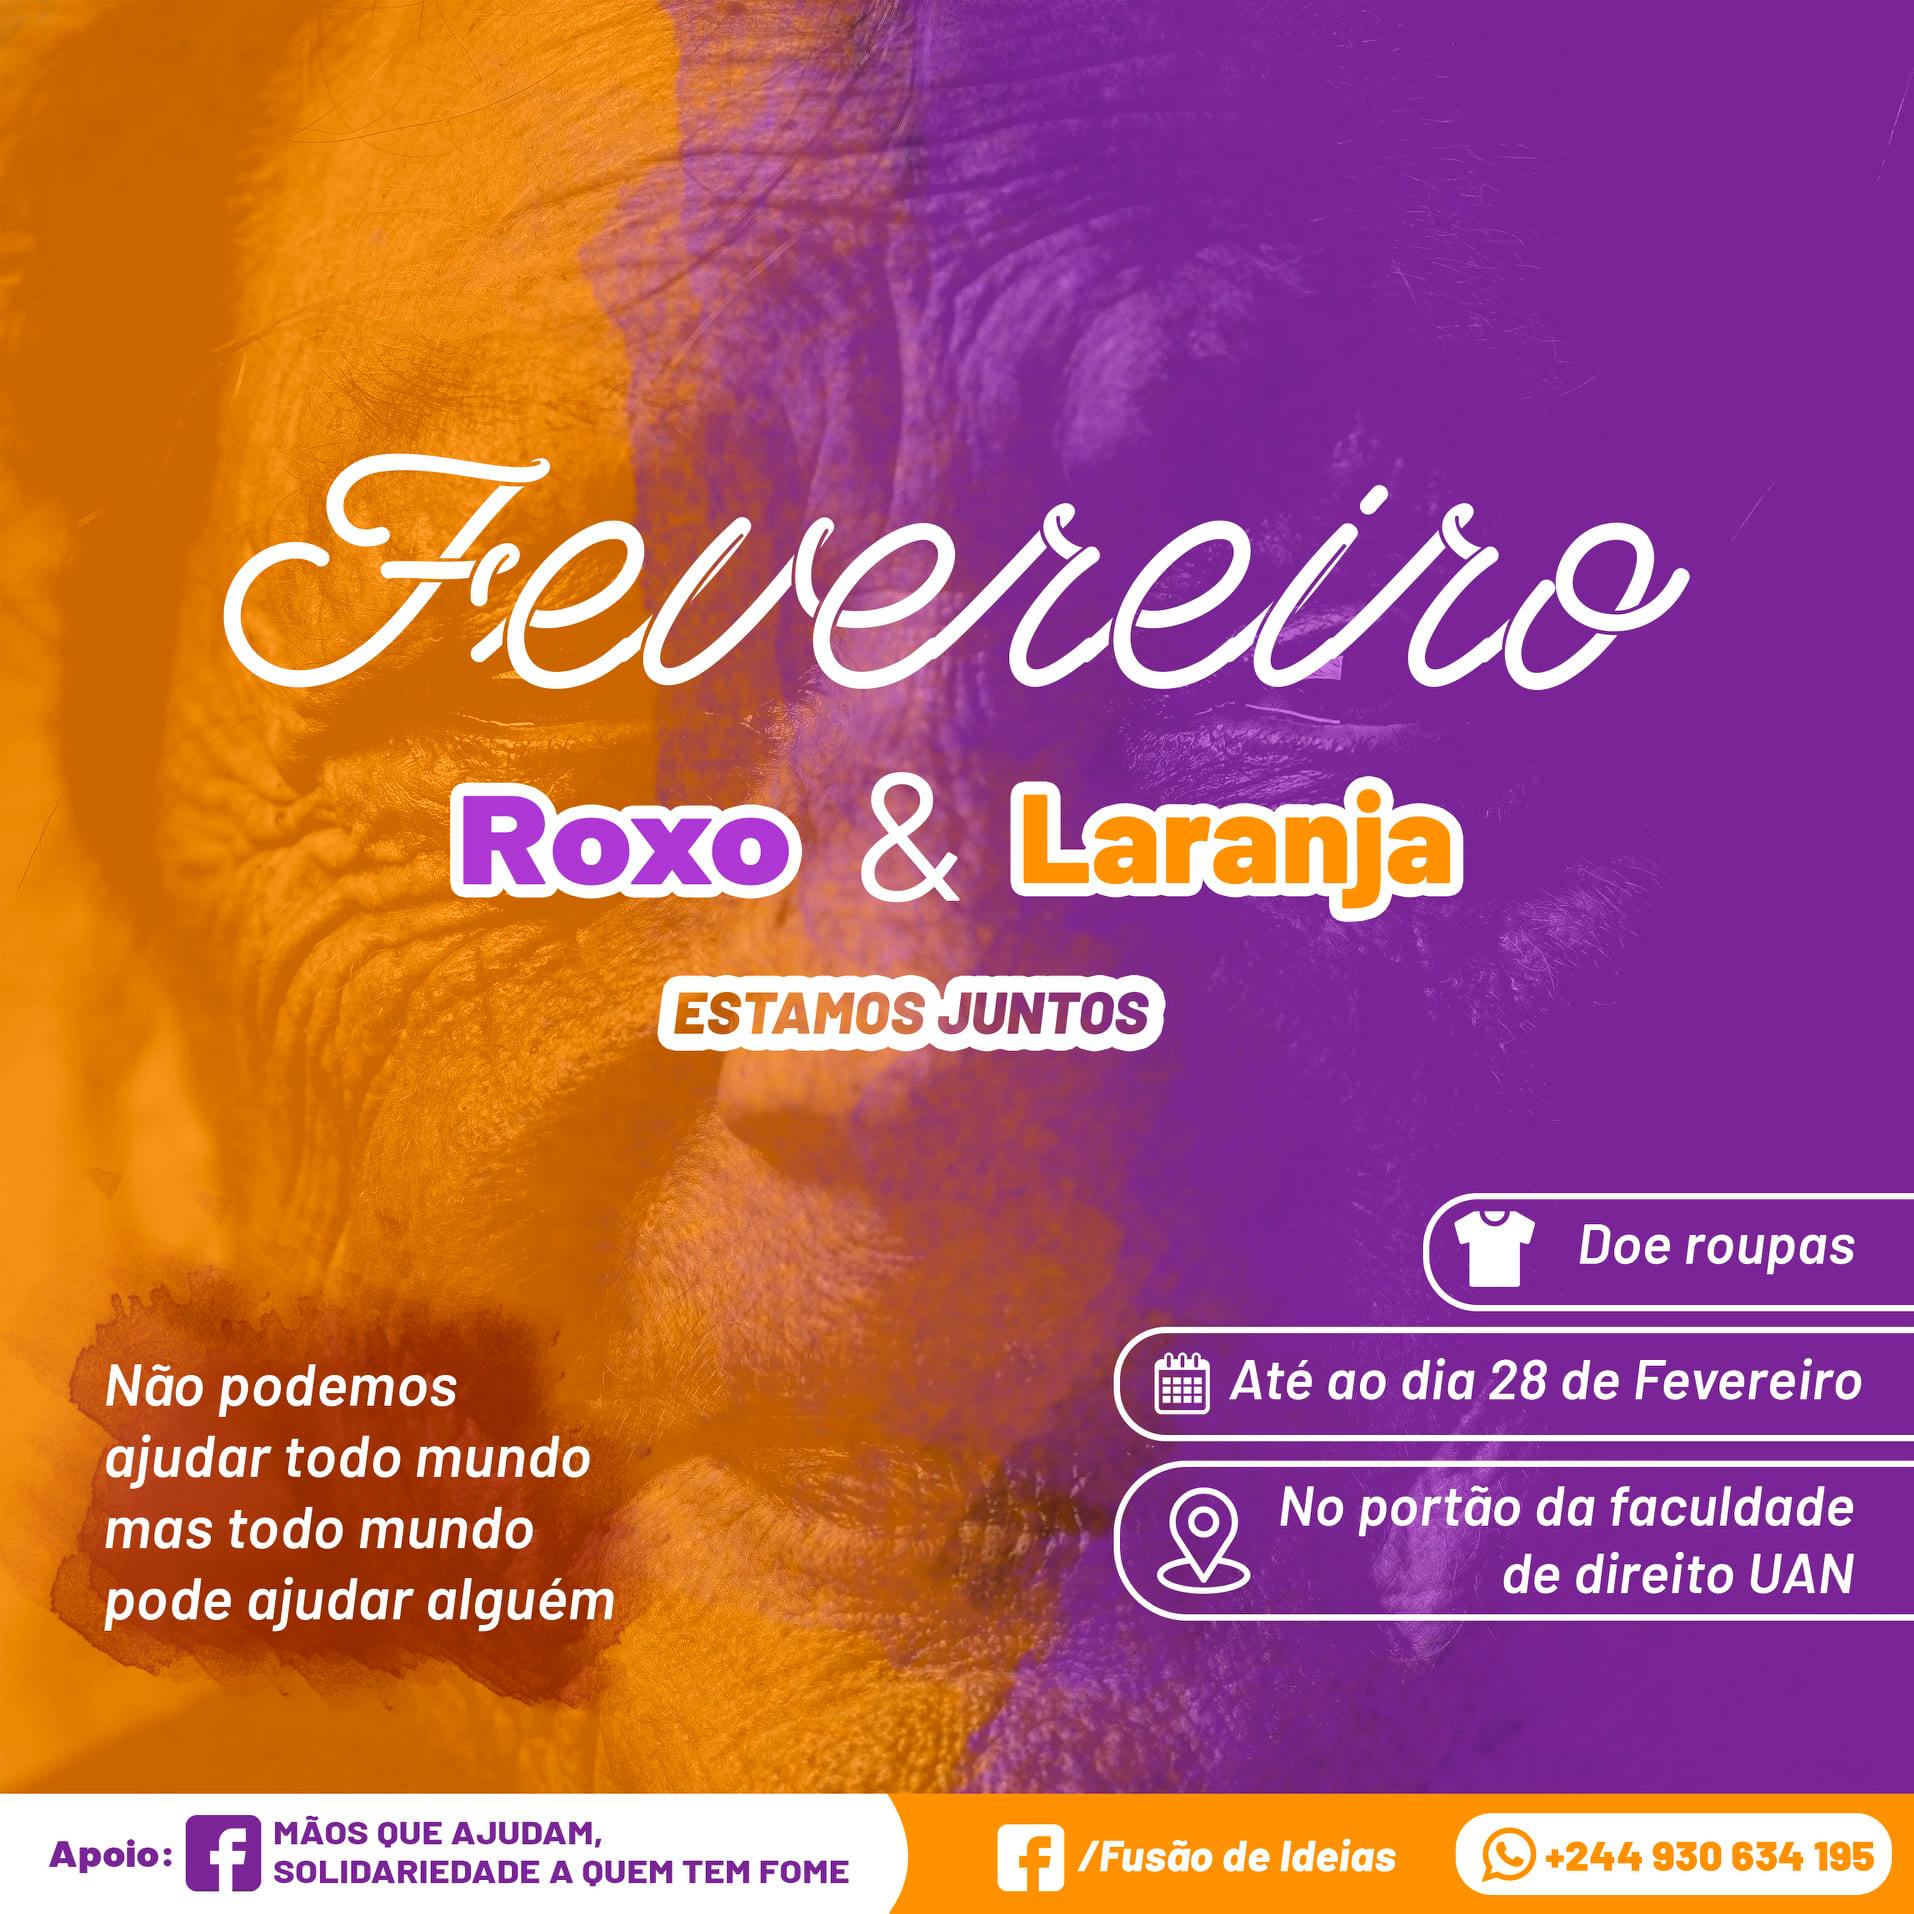 Fevereiro
Roxo & Laranja
ESTAMOS JUNTOS
Doe roupas
Até ao dia 28 de Fevereiro
No portão da faculdade
de direito UAN
Não podemos
ajudar todo mundo
mas todo mundo
pode ajudar alguém
Apoio:
MÃOS QUE AJUDAM,
SOLIDARIEDADE A QUEM TEM FOME
/Fusão de Ideias
+244 930 634 195